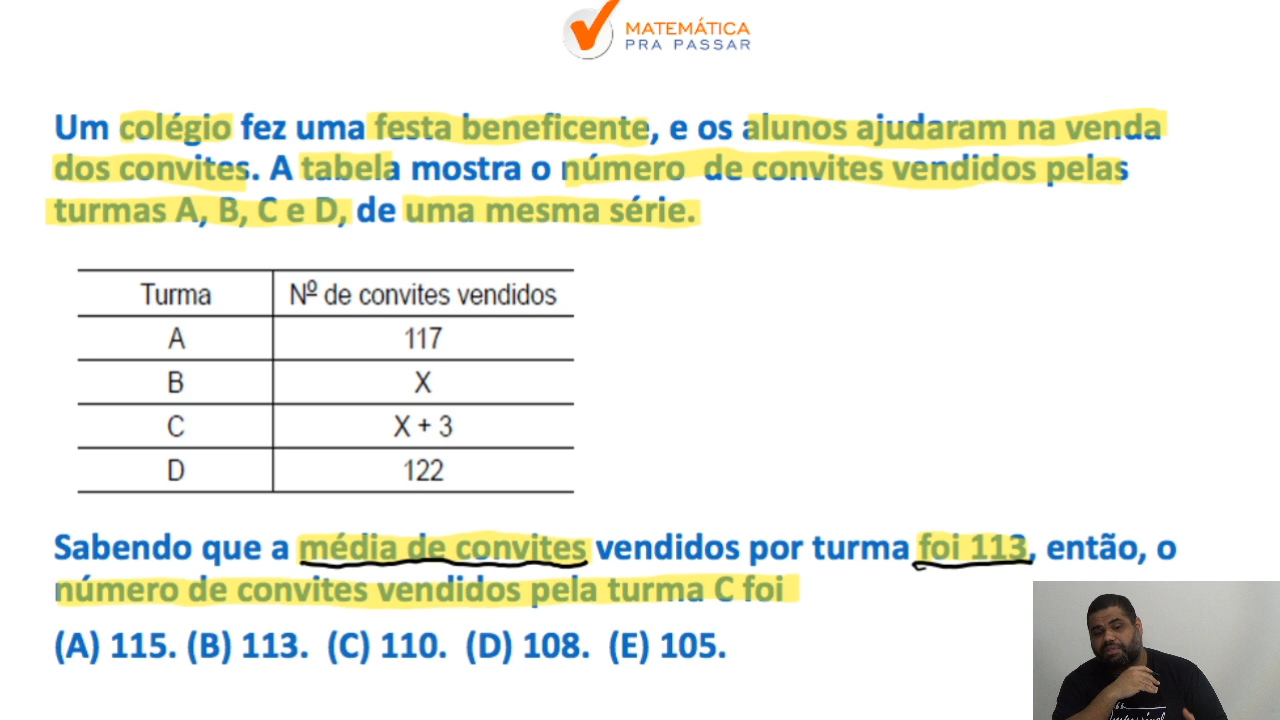 MATEMÁTICA
PRA PASSAR
Um colégio fez uma festa beneficente, e os alunos ajudaram na venda
dos convites. A tabela mostra o número de convites vendidos pelas
turmas A, B, C e D, de uma mesma série.
Turma Nº de convites vendidos
A 117
B X
C X + 3
D 122
Sabendo que a média de convites vendidos por turma foi 113, então, o
número de convites vendidos pela turma C foi
(A) 115. (B) 113. (C) 110. (D) 108. (E) 105.